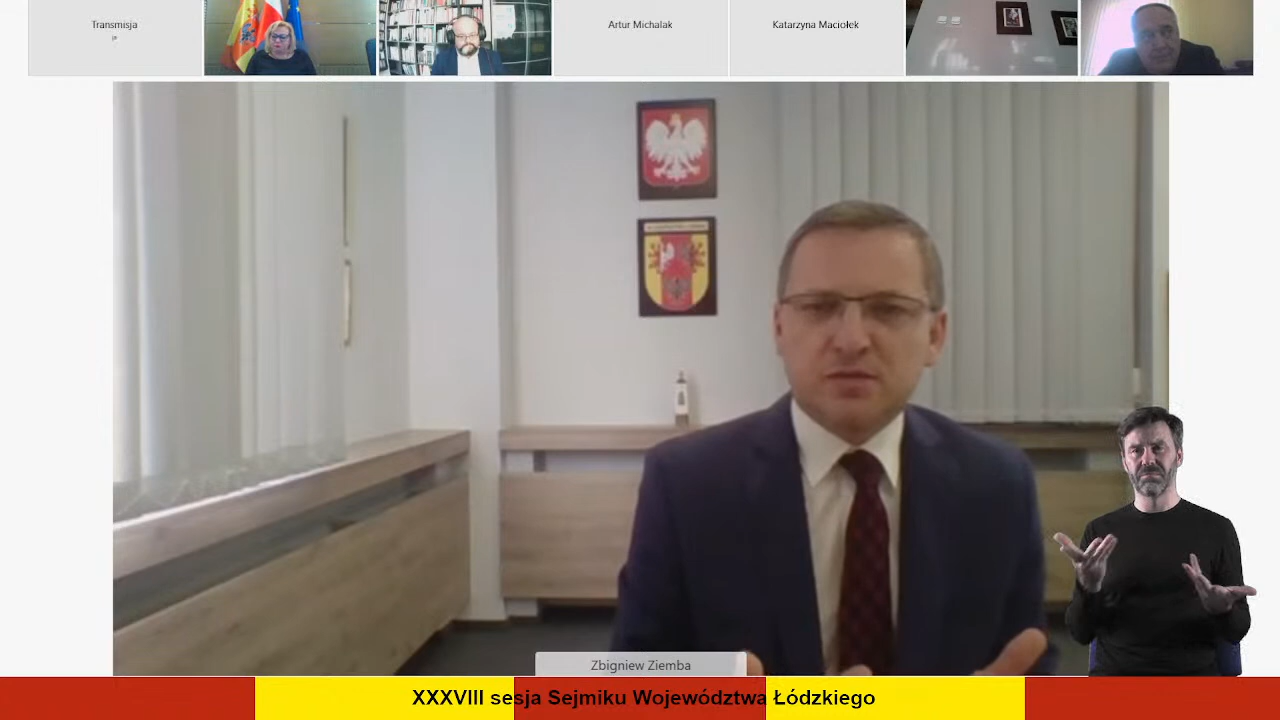 Transmisja
Artur Michalak
Katarzyna Maciołek
Zbigniew Ziemba
XXXVIII sesja Sejmiku Województwa Łódzkiego